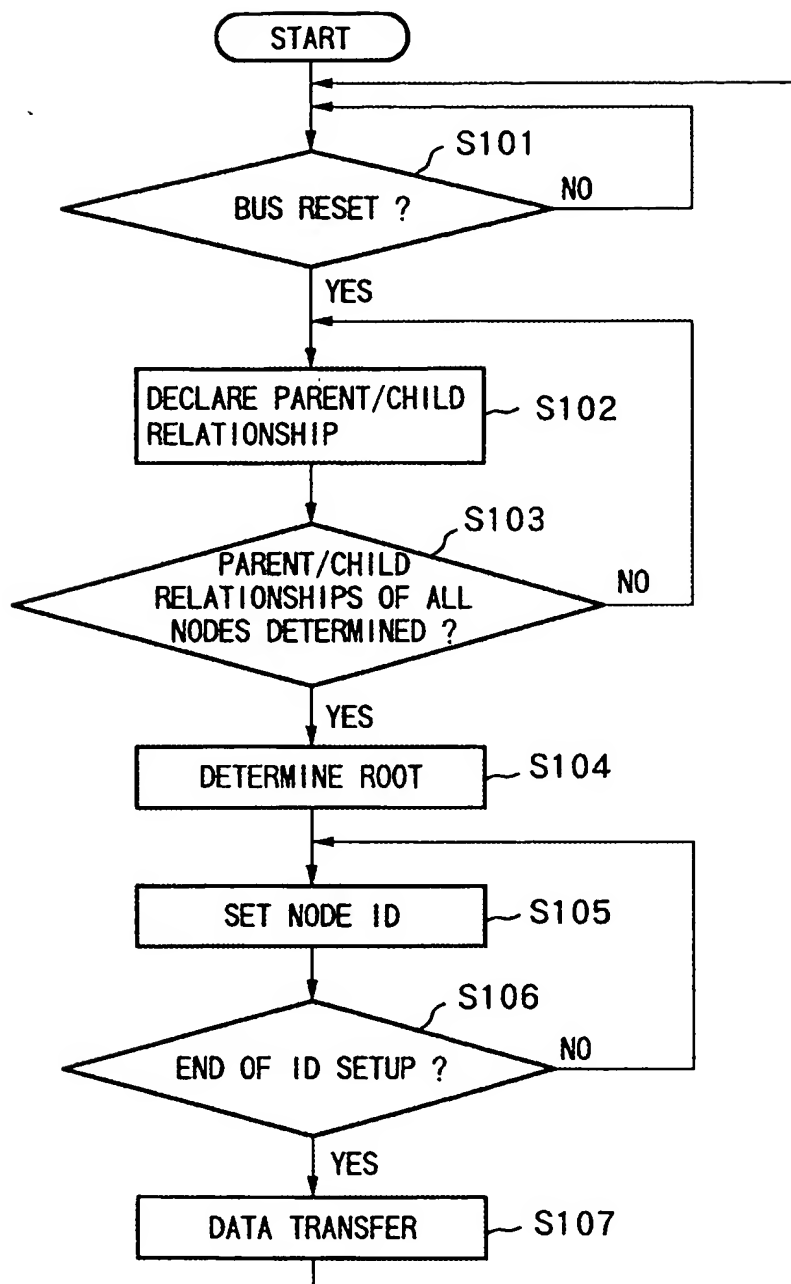 START
S101
BUS RESET ?
NO
YES
DECLARE PARENT/CHILD
RELATIONSHIP
S102
S103
PARENT/CHILD
RELATIONSHIPS OF ALL
NODES DETERMINED ?
NO
YES
DETERMINE ROOT
S104
SET NODE ID
S105
S106
END OF ID SETUP ?
NO
YES
DATA TRANSFER
S107